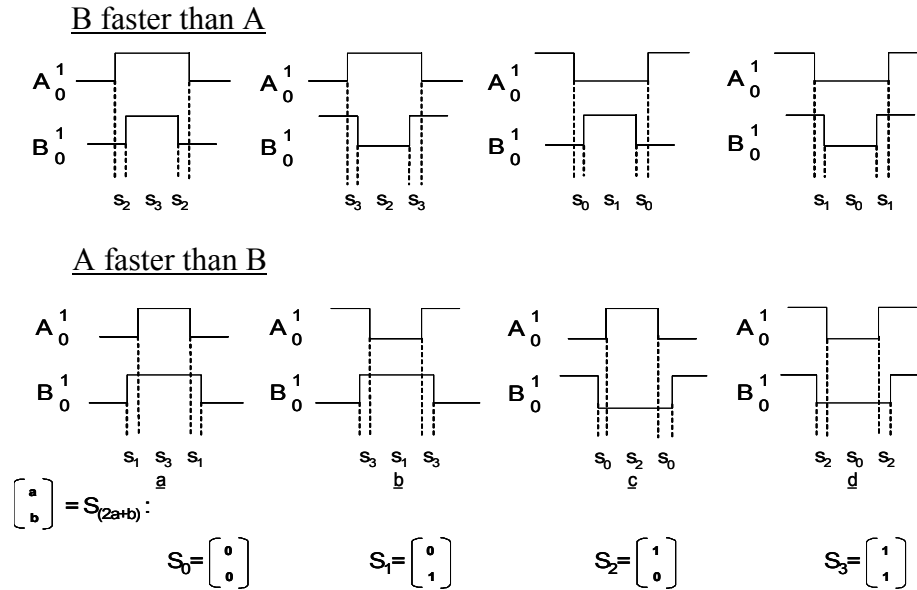 B faster than A
A 1 0 A 1 0 A 1 0 A 1 0
B 1 0 B 1 0 B 1 0 B 1 0
s2 s3 s2 s3 s2 s3 s0 s1 s0 s1 s0 s1
A faster than B
A 1 0 A 1 0 A 1 0 A 1 0
B 1 0 B 1 0 B 1 0 B 1 0
s1 s3 s1 s3 s1 s3 s0 s2 s0 s2 s0 s2
a b c d
[a b] = S(2a+b) :
S0= [0 0] S1= [0 1] S2= [1 0] S3= [1 1]